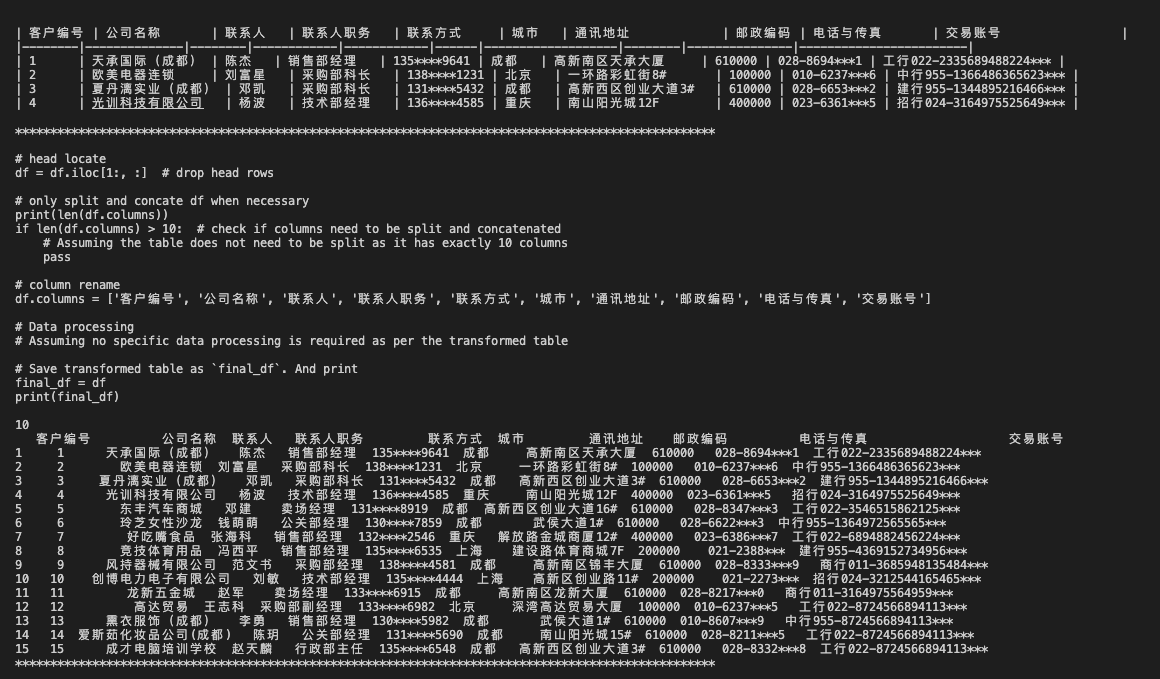 | 客户编号 | 公司名称 | 联系人 | 联系人职务 | 联系方式 | 城市 | 通讯地址 | 邮政编码 | 电话与传真 | 交易账号 |
|--------|--------------|--------|------------|------------|------|-------------------|--------|---------------|------------------------|
| 1 | 天承国际（成都） | 陈杰 | 销售部经理 | 135****9641 | 成都 | 高新南区天承大厦 | 610000 | 028-8694***1 | 工行022-2335689488224*** |
| 2 | 欧美电器连锁 | 刘富星 | 采购部科长 | 138****1231 | 北京 | 一环路彩虹街8# | 100000 | 010-6237***6 | 中行955-1366486365623*** |
| 3 | 夏丹漓实业（成都） | 邓凯 | 采购部科长 | 131****5432 | 成都 | 高新西区创业大道3# | 610000 | 028-6653***2 | 建行955-1344895216466*** |
| 4 | 光训科技有限公司 | 杨波 | 技术部经理 | 136****4585 | 重庆 | 南山阳光城12F | 400000 | 023-6361***5 | 招行024-3164975525649*** |
****************************************************************************************************
# head locate
df = df.iloc[1:, :]  # drop head rows
# only split and concate df when necessary
print(len(df.columns))
if len(df.columns) > 10:  # check if columns need to be split and concatenated
    # Assuming the table does not need to be split as it has exactly 10 columns
    pass
# column rename
df.columns = ['客户编号', '公司名称', '联系人', '联系人职务', '联系方式', '城市', '通讯地址', '邮政编码', '电话与传真', '交易账号']
# Data processing
# Assuming no specific data processing is required as per the transformed table
# Save transformed table as `final_df`. And print
final_df = df
print(final_df)
10
客户编号 公司名称 联系人 联系人职务 联系方式 城市 通讯地址 邮政编码 电话与传真 交易账号
1 1 天承国际（成都） 陈杰 销售部经理 135****9641 成都 高新南区天承大厦 610000 028-8694***1 工行022-2335689488224***
2 2 欧美电器连锁 刘富星 采购部科长 138****1231 北京 一环路彩虹街8# 100000 010-6237***6 中行955-1366486365623***
3 3 夏丹漓实业（成都） 邓凯 采购部科长 131****5432 成都 高新西区创业大道3# 610000 028-6653***2 建行955-1344895216466***
4 4 光训科技有限公司 杨波 技术部经理 136****4585 重庆 南山阳光城12F 400000 023-6361***5 招行024-3164975525649***
5 5 东丰汽车商城 邓建 卖场经理 131****8919 成都 高新西区创业大道16# 610000 028-8347***3 工行022-3546515862125***
6 6 玲芝女性沙龙 钱萌萌 公关部经理 130****7859 成都 武侯大道1# 610000 028-6622***3 中行955-1364972565565***
7 7 好吃嘴食品 张海科 销售部经理 132****2546 重庆 解放路金城商厦12# 400000 023-6386***7 工行022-6894882456224***
8 8 竞技体育用品 冯西平 销售部经理 135****6535 上海 建设路体育商城7F 200000 021-2388*** 建行955-4369152734956***
9 9 风持器械有限公司 范文书 采购部经理 138****4581 成都 高新南区锦丰大厦 610000 028-8333***9 商行011-3685948135484***
10 10 创博电力电子有限公司 刘敏 技术部经理 135****4444 上海 高新区创业路11# 200000 021-2273*** 招行024-3212544165465***
11 11 龙新五金城 赵军 卖场经理 133****6915 成都 高新南区龙新大厦 610000 028-8217***0 商行011-3164975564959***
12 12 高达贸易 王志科 采购部副经理 133****6982 北京 深湾高达贸易大厦 100000 010-6237***5 工行022-8724566894113***
13 13 熏衣服饰（成都） 李勇 销售部经理 130****5982 成都 武侯大道1# 610000 010-8607***9 中行955-8724566894113***
14 14 爱斯茹化妆品公司(成都) 陈玥 公关部经理 131****5690 成都 南山阳光城15# 610000 028-8211***5 工行022-8724566894113***
15 15 成才电脑培训学校 赵天麟 行政部主任 135****6548 成都 高新西区创业大道3# 610000 028-8332***8 工行022-8724566894113***
****************************************************************************************************